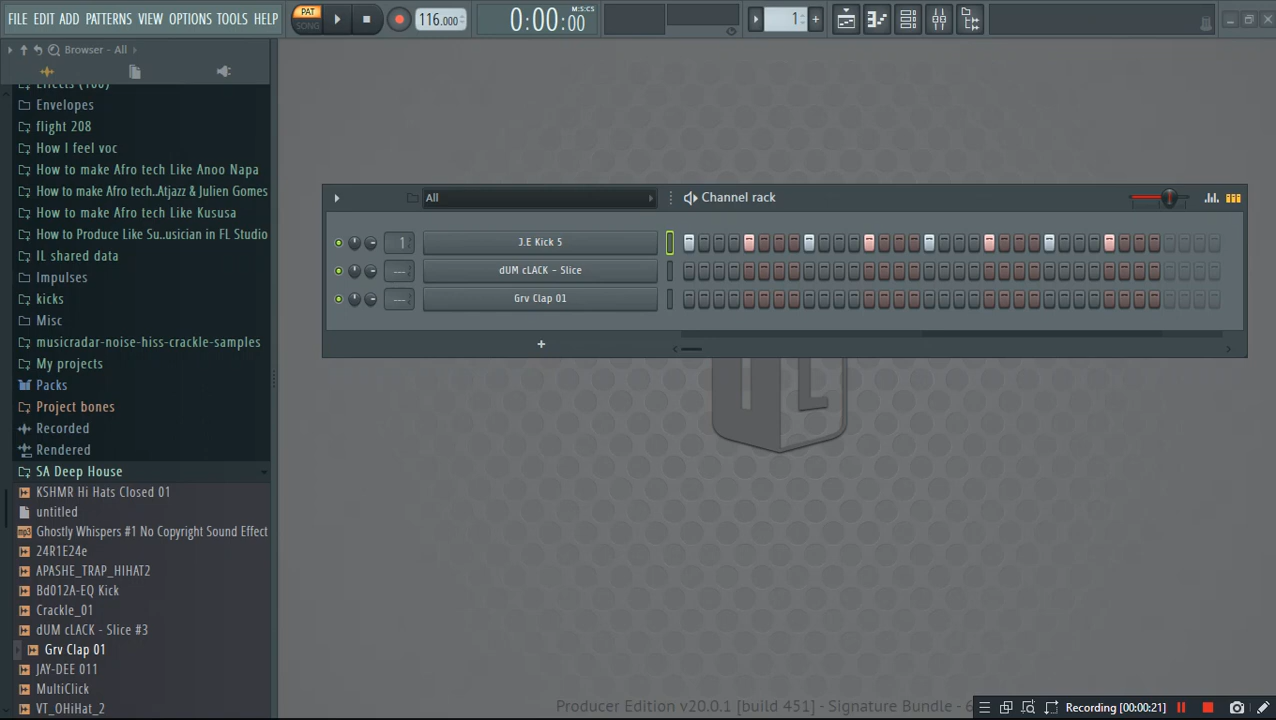 FILE EDIT ADD PATTERNS VIEW OPTIONS TOOLS HELP
PAT
SONG
116.000
0:00:00
M:S:CS
1
Browser - All
Effects (100)
Envelopes
flight 208
How I feel voc
How to make Afro tech Like Anoo Napa
How to make Afro tech..Atjazz & Julien Gomes
How to make Afro tech Like Kususa
How to Produce Like Su..usician in FL Studio
IL shared data
Impulses
kicks
Misc
musicradar-noise-hiss-crackle-samples
My projects
Packs
Project bones
Recorded
Rendered
SA Deep House
KSHMR Hi Hats Closed 01
untitled
Ghostly Whispers #1 No Copyright Sound Effect
24R1E24e
APASHE_TRAP_HIHAT2
Bd012A-EQ Kick
Crackle_01
dUM cLACK - Slice #3
Grv Clap 01
JAY-DEE 011
MultiClick
VT_OHiHat_2
All
Channel rack
1
J.E Kick 5
---
dUM cLACK - Slice
---
Grv Clap 01
+
Producer Edition v20.0.1 [build 451] - Signature Bundle - 6
Recording [00:00:21]